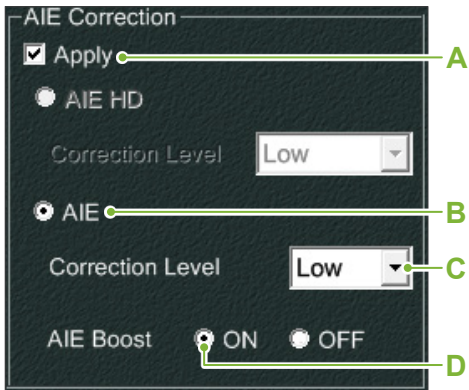 AIE Correction
Apply
A
AIE HD
Correction Level
Low
AIE
B
Correction Level
Low
C
AIE Boost
ON
OFF
D